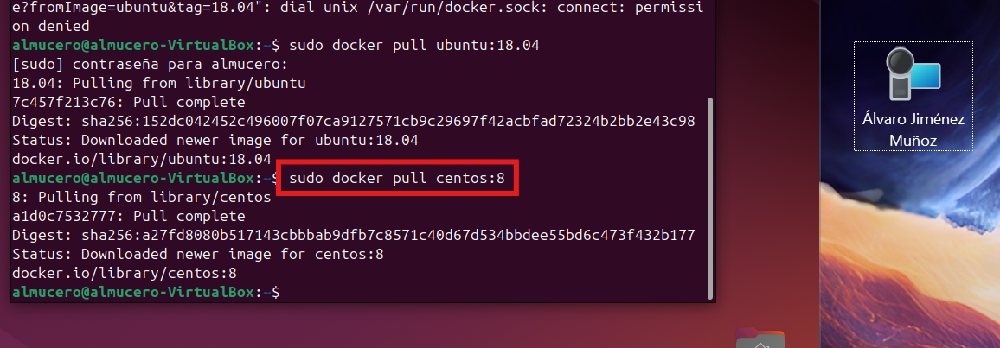 e?fromImage=ubuntu&tag=18.04": dial unix /var/run/docker.sock: connect: permissi
on denied
almucero@almucero-VirtualBox:~$ sudo docker pull ubuntu:18.04
[sudo] contraseña para almucero:
18.04: Pulling from library/ubuntu
7c457f213c76: Pull complete
Digest: sha256:152dc042452c496007f07ca9127571cb9c29697f42acbfad72324b2bb2e43c98
Status: Downloaded newer image for ubuntu:18.04
docker.io/library/ubuntu:18.04
almucero@almucero-VirtualBox:~$ sudo docker pull centos:8
8: Pulling from library/centos
a1d0c7532777: Pull complete
Digest: sha256:a27fd8080b517143cbbbab9dfb7c8571c40d67d534bbdee55bd6c473f432b177
Status: Downloaded newer image for centos:8
docker.io/library/centos:8
almucero@almucero-VirtualBox:~$
Álvaro Jiménez
Muñoz